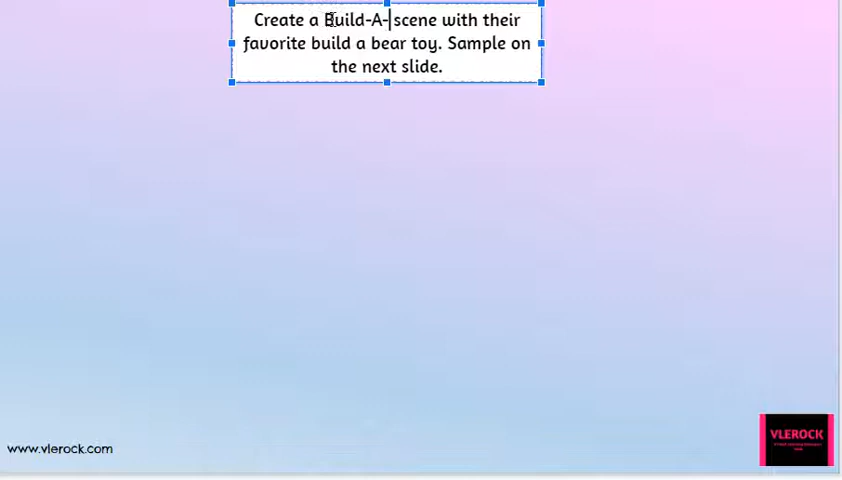 Create a Build-A- scene with their
favorite build a bear toy. Sample on
the next slide.
www.vlerock.com
VLEROCK